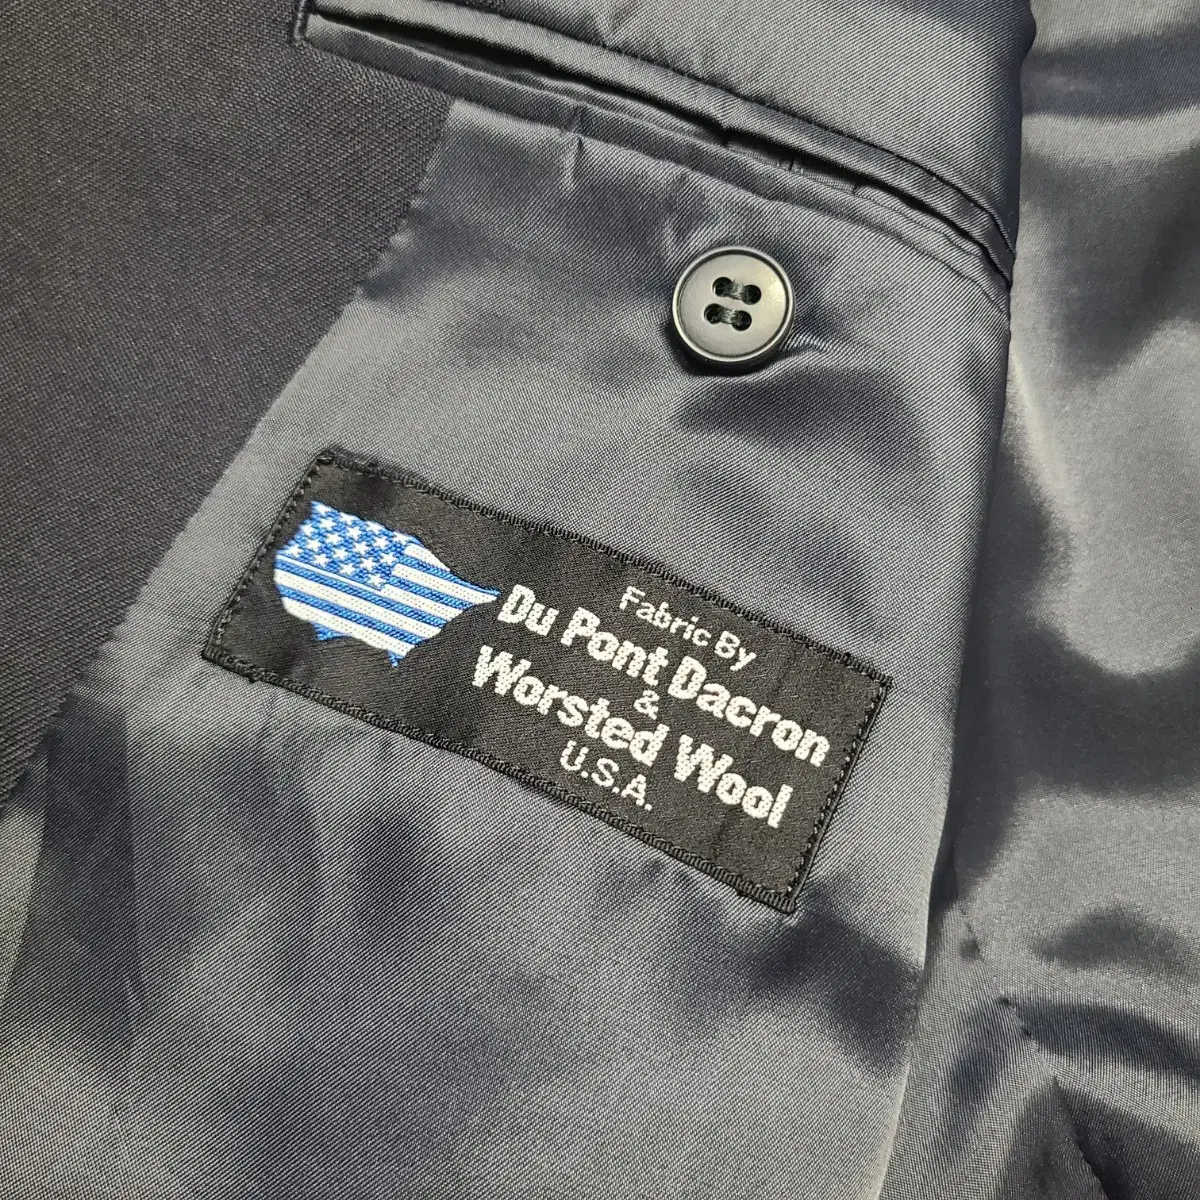 Fabric By
Du Pont Dacron
&
Worsted Wool
U.S.A.